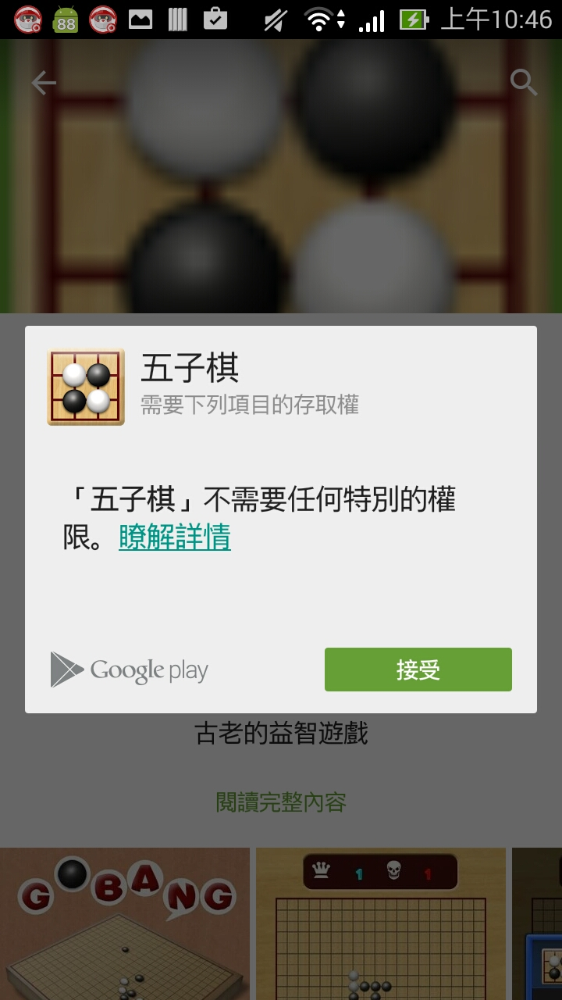 88
上午10:46
五子棋
需要下列項目的存取權
「五子棋」不需要任何特別的權
限。瞭解詳情
Google play
接受
古老的益智遊戲
閱讀完整內容
GOBANG
1 1